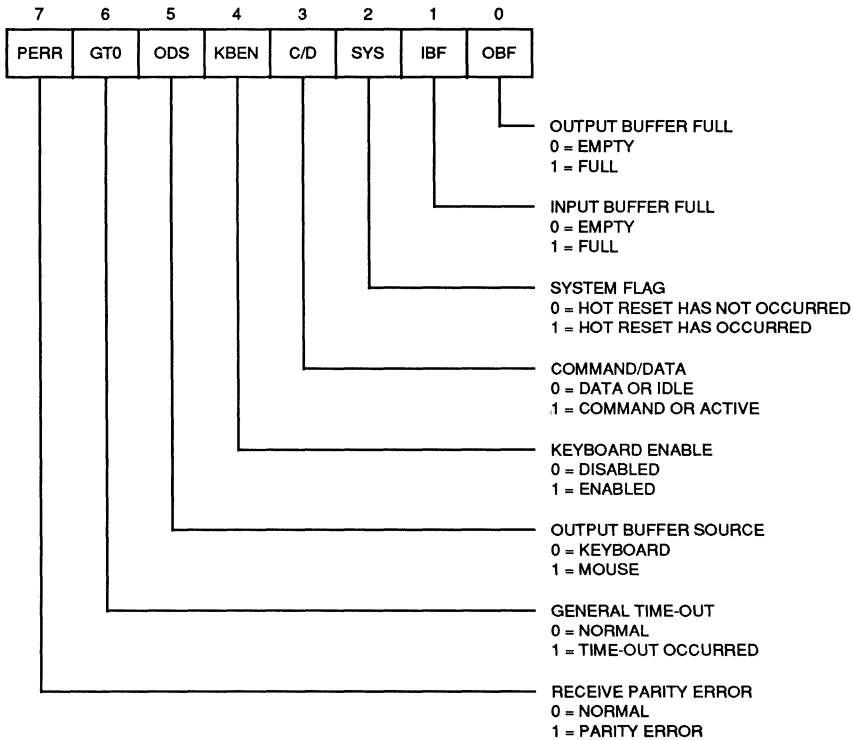 7 6 5 4 3 2 1 0
PERR GT0 ODS KBEN C/D SYS IBF OBF
OUTPUT BUFFER FULL
0 = EMPTY
1 = FULL
INPUT BUFFER FULL
0 = EMPTY
1 = FULL
SYSTEM FLAG
0 = HOT RESET HAS NOT OCCURRED
1 = HOT RESET HAS OCCURRED
COMMAND/DATA
0 = DATA OR IDLE
1 = COMMAND OR ACTIVE
KEYBOARD ENABLE
0 = DISABLED
1 = ENABLED
OUTPUT BUFFER SOURCE
0 = KEYBOARD
1 = MOUSE
GENERAL TIME-OUT
0 = NORMAL
1 = TIME-OUT OCCURRED
RECEIVE PARITY ERROR
0 = NORMAL
1 = PARITY ERROR